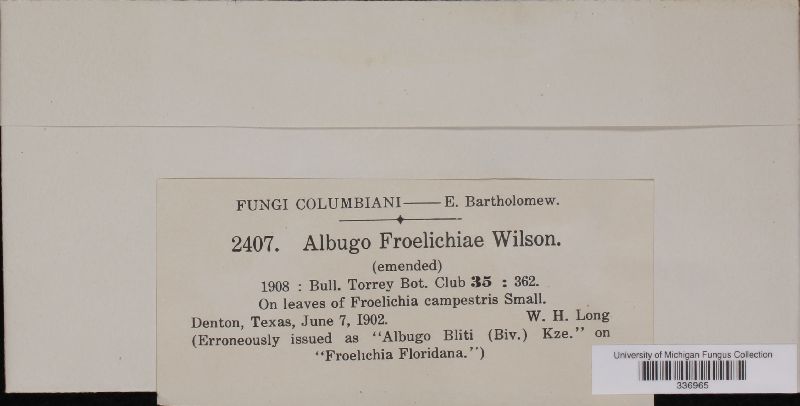 FUNGI COLUMBIANI—E. Bartholomew.
2407. Albugo Froelichiae Wilson.
(emended)
1908 : Bull. Torrey Bot. Club 35 : 362.
On leaves of Froelichia campestris Small.
Denton, Texas, June 7, 1902. W. H. Long
(Erroneously issued as "Albugo Bliti (Biv.) Kze." on
"Froelichia Floridana.")
University of Michigan Fungus Collection
336965